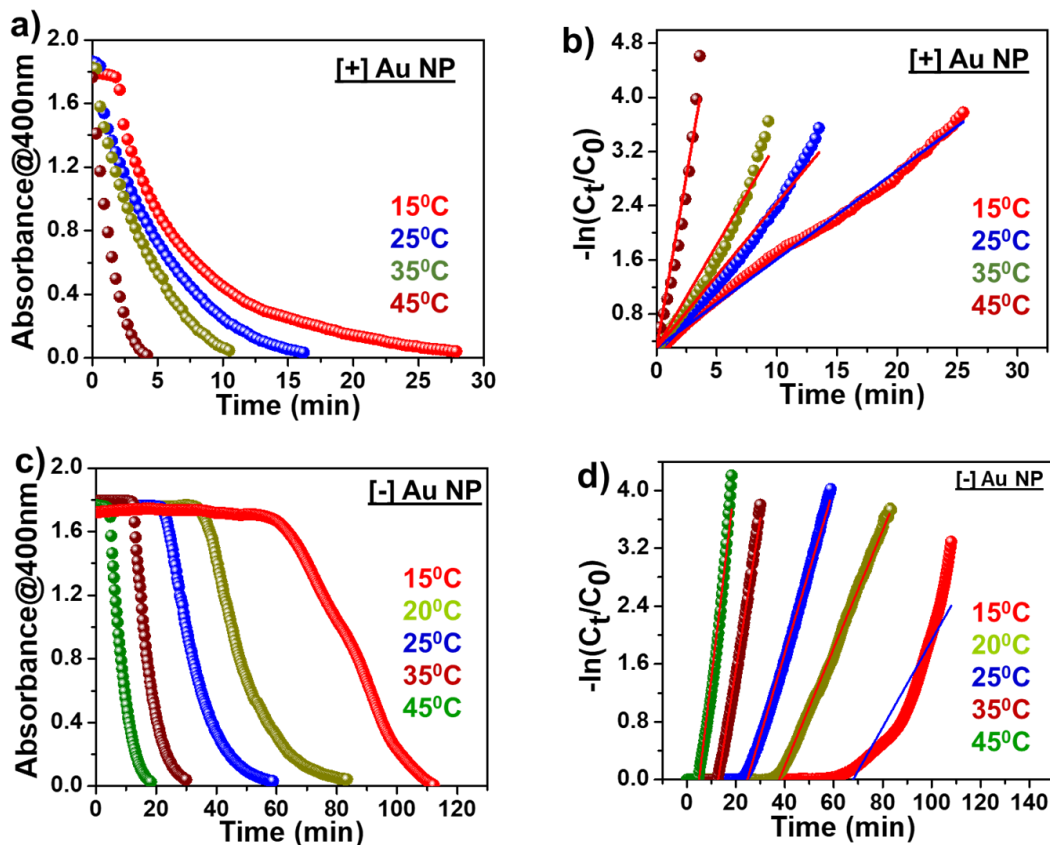 a)
[+] Au NP
Absorbance@400nm
2.0
1.6
1.2
0.8
0.4
0.0
15⁰C
25⁰C
35⁰C
45⁰C
0 5 10 15 20 25 30
Time (min)
b)
[+] Au NP
-ln(Ct/C0)
4.8
4.0
3.2
2.4
1.6
0.8
15⁰C
25⁰C
35⁰C
45⁰C
0 5 10 15 20 25 30
Time (min)
c)
[-] Au NP
Absorbance@400nm
2.0
1.6
1.2
0.8
0.4
0.0
15⁰C
20⁰C
25⁰C
35⁰C
45⁰C
0 20 40 60 80 100 120
Time (min)
d)
[-] Au NP
-ln(Ct/C0)
4.0
3.2
2.4
1.6
0.8
0.0
15⁰C
20⁰C
25⁰C
35⁰C
45⁰C
0 20 40 60 80 100 120 140
Time (min)